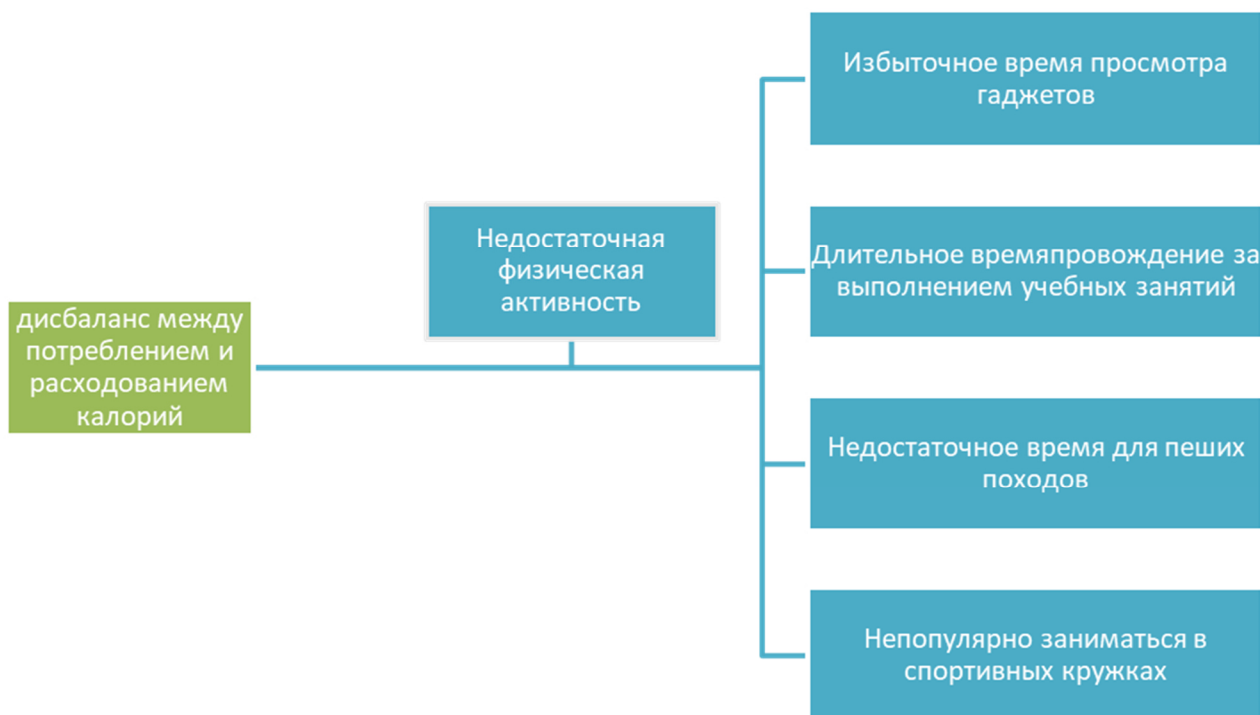 дисбаланс между
потреблением и
расходованием
калорий
Недостаточная
физическая
активность
Избыточное время просмотра
гаджетов
Длительное времяпровождение за
выполнением учебных занятий
Недостаточное время для пеших
походов
Непопулярно заниматься в
спортивных кружках